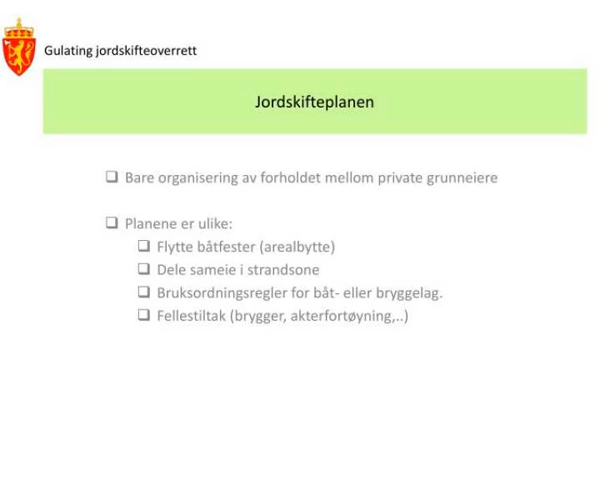 Gulating jordskifteoverrett
Jordskifteplanen
Bare organisering av forholdet mellom private grunneiere
Planene er ulike:
Flytte båtfester (arealbytte)
Dele sameie i strandsone
Bruksordningsregler for båt- eller bryggelag.
Fellestiltak (brygger, akterfortøyning,..)